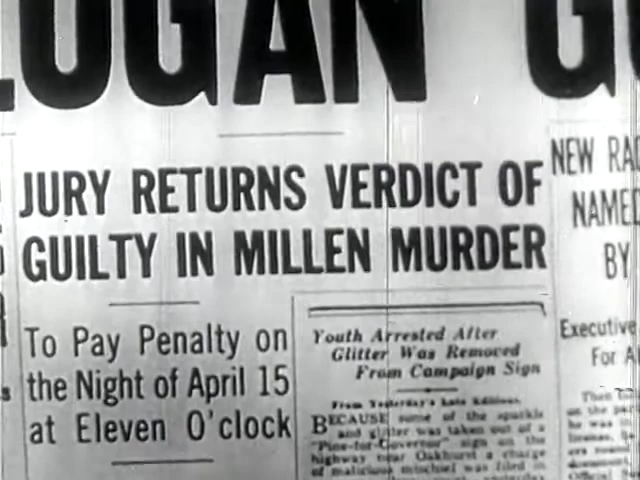 LOGAN G
JURY RETURNS VERDICT OF
GUILTY IN MILLEN MURDER
To Pay Penalty on
the Night of April 15
at Eleven O'clock
Youth Arrested After
Glitter Was Removed
From Campaign Sign
From Yesterday's Late Editions.
BECAUSE some of the sparkle
and glitter was taken out of a
"Pine-for-Governor" sign on the
highway near Oakhurst a charge
of malicious mischief was filed in
NEW RA
NAMED
BY
Executive
For A